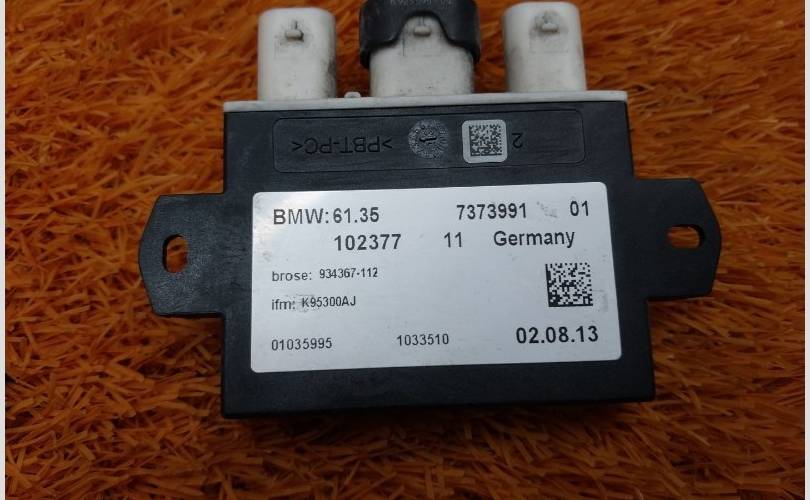 >PBT-PC< 1 2
BMW: 61.35 7373991 01
102377 11 Germany
brose: 934367-112
ifm: K95300AJ
01035995 1033510 02.08.13